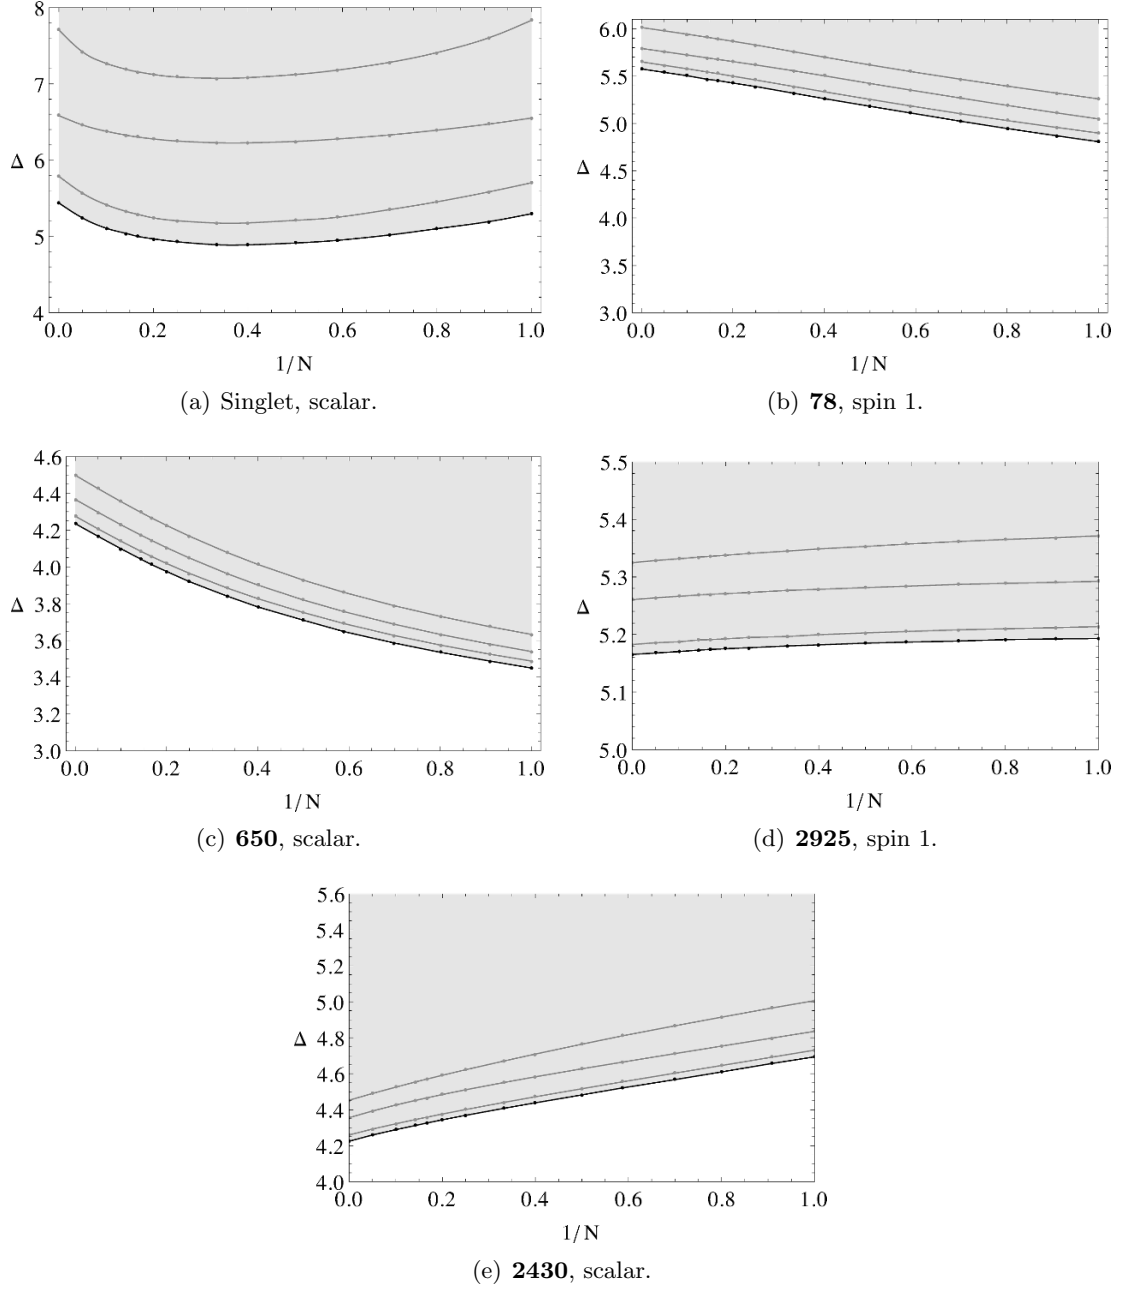 8
7
6
5
4
Δ
0.0 0.2 0.4 0.6 0.8 1.0
1/N
(a) Singlet, scalar.
6.0
5.5
5.0
4.5
4.0
3.5
3.0
Δ
0.0 0.2 0.4 0.6 0.8 1.0
1/N
(b) 78, spin 1.
4.6
4.4
4.2
4.0
3.8
3.6
3.4
3.2
3.0
Δ
0.0 0.2 0.4 0.6 0.8 1.0
1/N
(c) 650, scalar.
5.5
5.4
5.3
5.2
5.1
5.0
Δ
0.0 0.2 0.4 0.6 0.8 1.0
1/N
(d) 2925, spin 1.
5.6
5.4
5.2
5.0
4.8
4.6
4.4
4.2
4.0
Δ
0.0 0.2 0.4 0.6 0.8 1.0
1/N
(e) 2430, scalar.